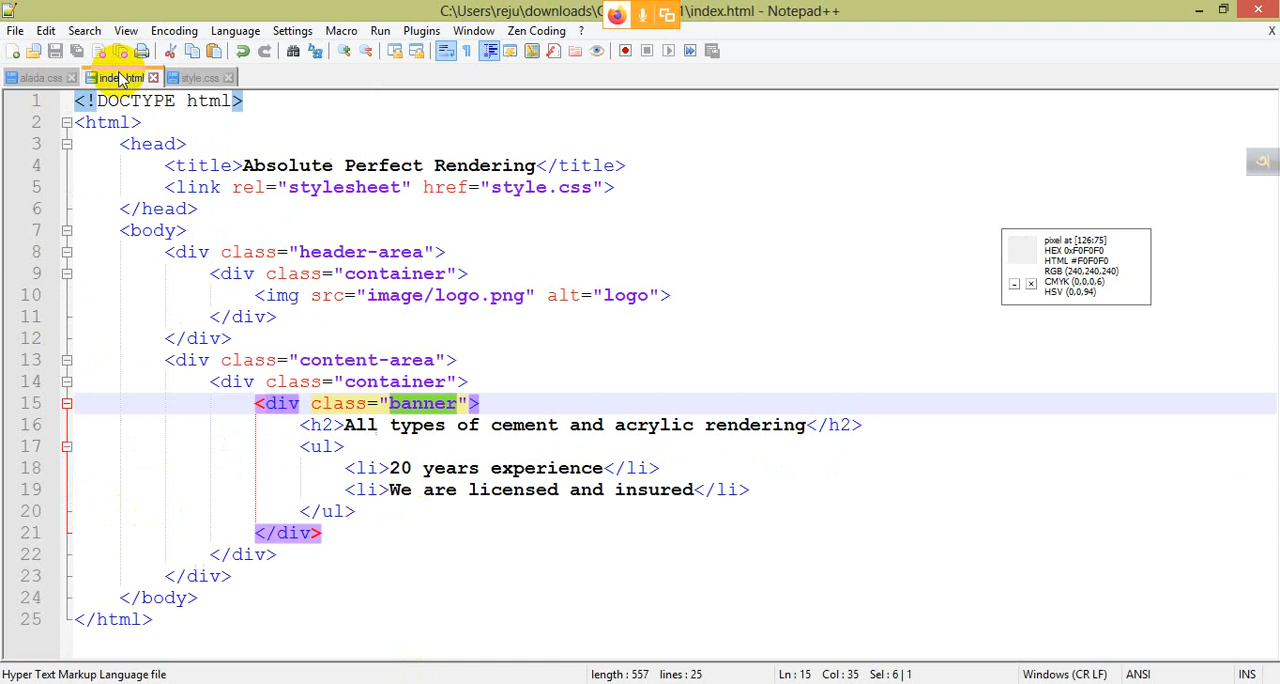 C:\Users\reju\downloads\ 1\index.html - Notepad++
File Edit Search View Encoding Language Settings Macro Run Plugins Window Zen Coding ? X
alada.css index.html style.css
1 <!DOCTYPE html>
2 <html>
3 <head>
4 <title>Absolute Perfect Rendering</title>
5 <link rel="stylesheet" href="style.css">
6 </head>
7 <body>
8 <div class="header-area">
9 <div class="container">
10 <img src="image/logo.png" alt="logo">
11 </div>
12 </div>
13 <div class="content-area">
14 <div class="container">
15 <div class="banner">
16 <h2>All types of cement and acrylic rendering</h2>
17 <ul>
18 <li>20 years experience</li>
19 <li>We are licensed and insured</li>
20 </ul>
21 </div>
22 </div>
23 </div>
24 </body>
25 </html>
pixel at [126:75]
HEX 0xF0F0F0
HTML #F0F0F0
RGB (240,240,240)
CMYK (0,0,0,6)
HSV (0,0,94)
Hyper Text Markup Language file length : 557 lines : 25 Ln : 15 Col : 35 Sel : 6 | 1 Windows (CR LF) ANSI INS